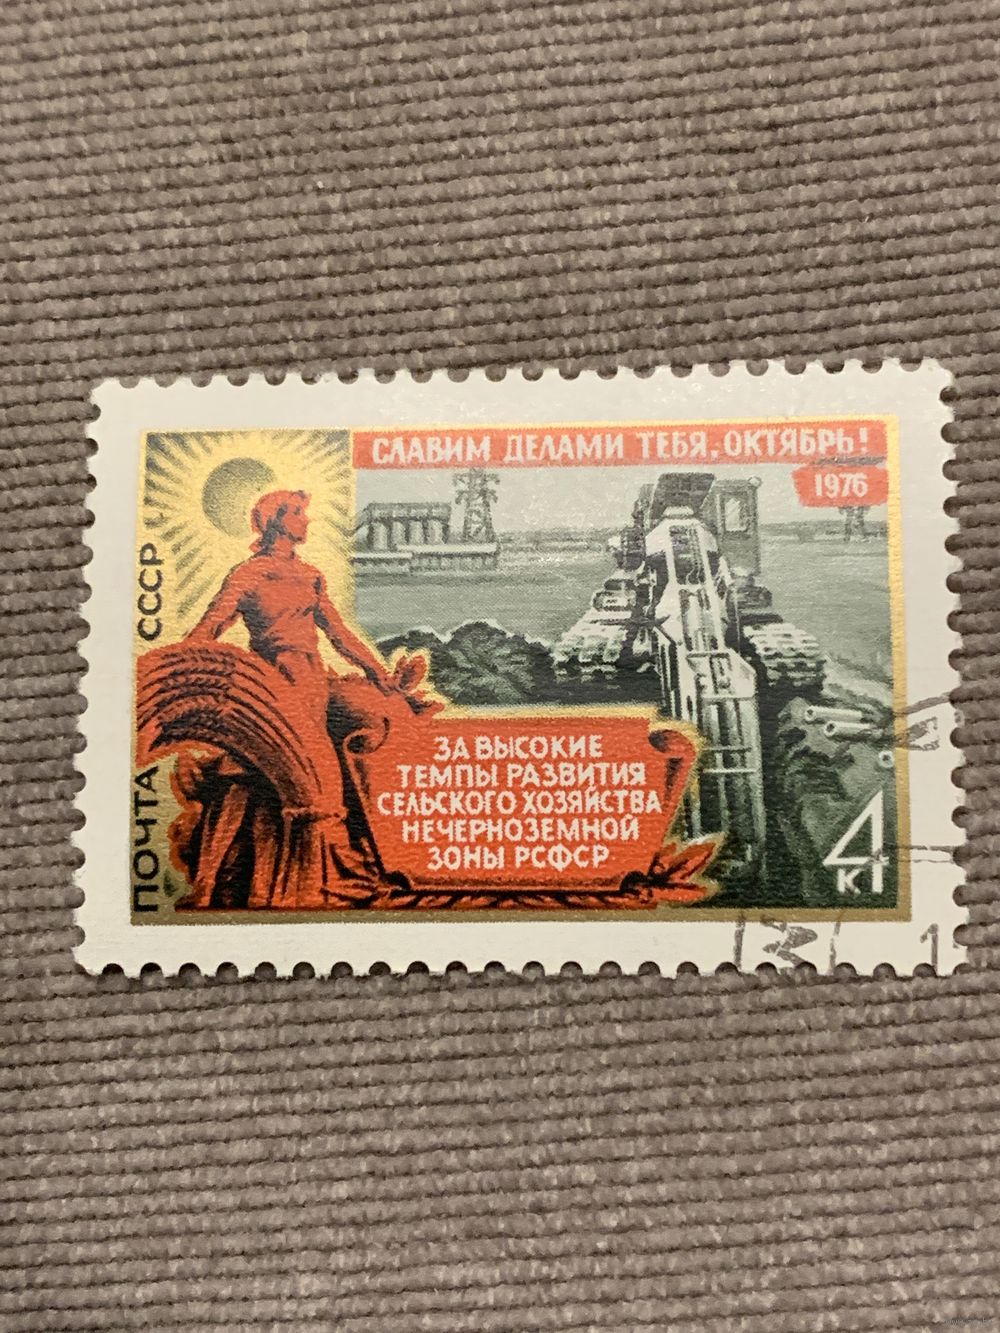 СЛАВИМ ДЕЛАМИ ТЕБЯ, ОКТЯБРЬ!
1976
ПОЧТА СССР
ЗА ВЫСОКИЕ
ТЕМПЫ РАЗВИТИЯ
СЕЛЬСКОГО ХОЗЯЙСТВА
НЕЧЕРНОЗЕМНОЙ
ЗОНЫ РСФСР
4
К